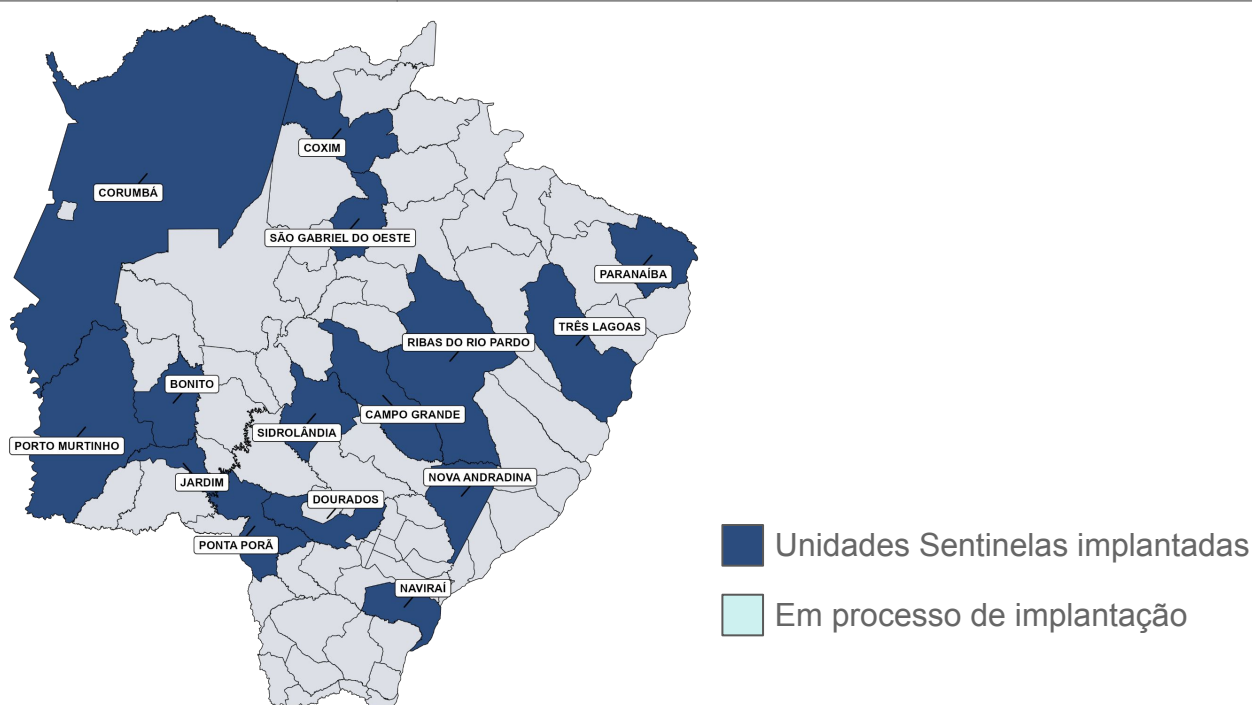 COXIM
CORUMBÁ
SÃO GABRIEL DO OESTE
PARANAÍBA
TRÊS LAGOAS
RIBAS DO RIO PARDO
BONITO
CAMPO GRANDE
SIDROLÂNDIA
PORTO MURTINHO
NOVA ANDRADINA
JARDIM
DOURADOS
PONTA PORÃ
NAVIRAÍ
Unidades Sentinelas implantadas
Em processo de implantação